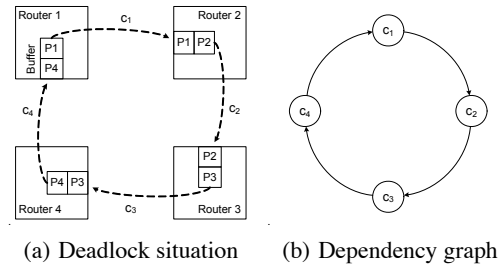 Router 1
Router 2
c1
Buffer
P1
P4
P1 P2
c4
c2
P4 P3
P2
P3
Router 4
c3
Router 3
c1
c4
c2
c3
(a) Deadlock situation
(b) Dependency graph